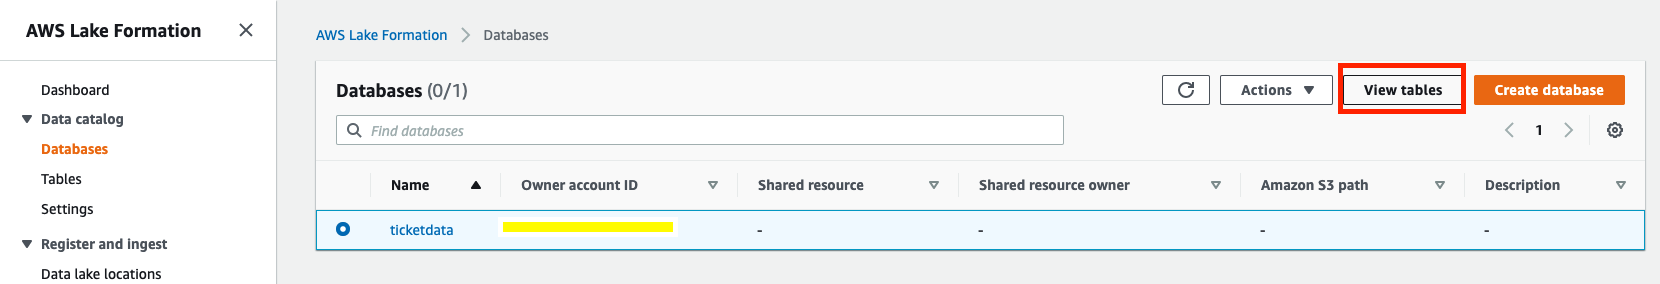 AWS Lake Formation
Dashboard
Data catalog
Databases
Tables
Settings
Register and ingest
Data lake locations
AWS Lake Formation > Databases
Databases (0/1)
Actions
View tables
Create database
Find databases
1
Name Owner account ID Shared resource Shared resource owner Amazon S3 path Description
ticketdata - - - -